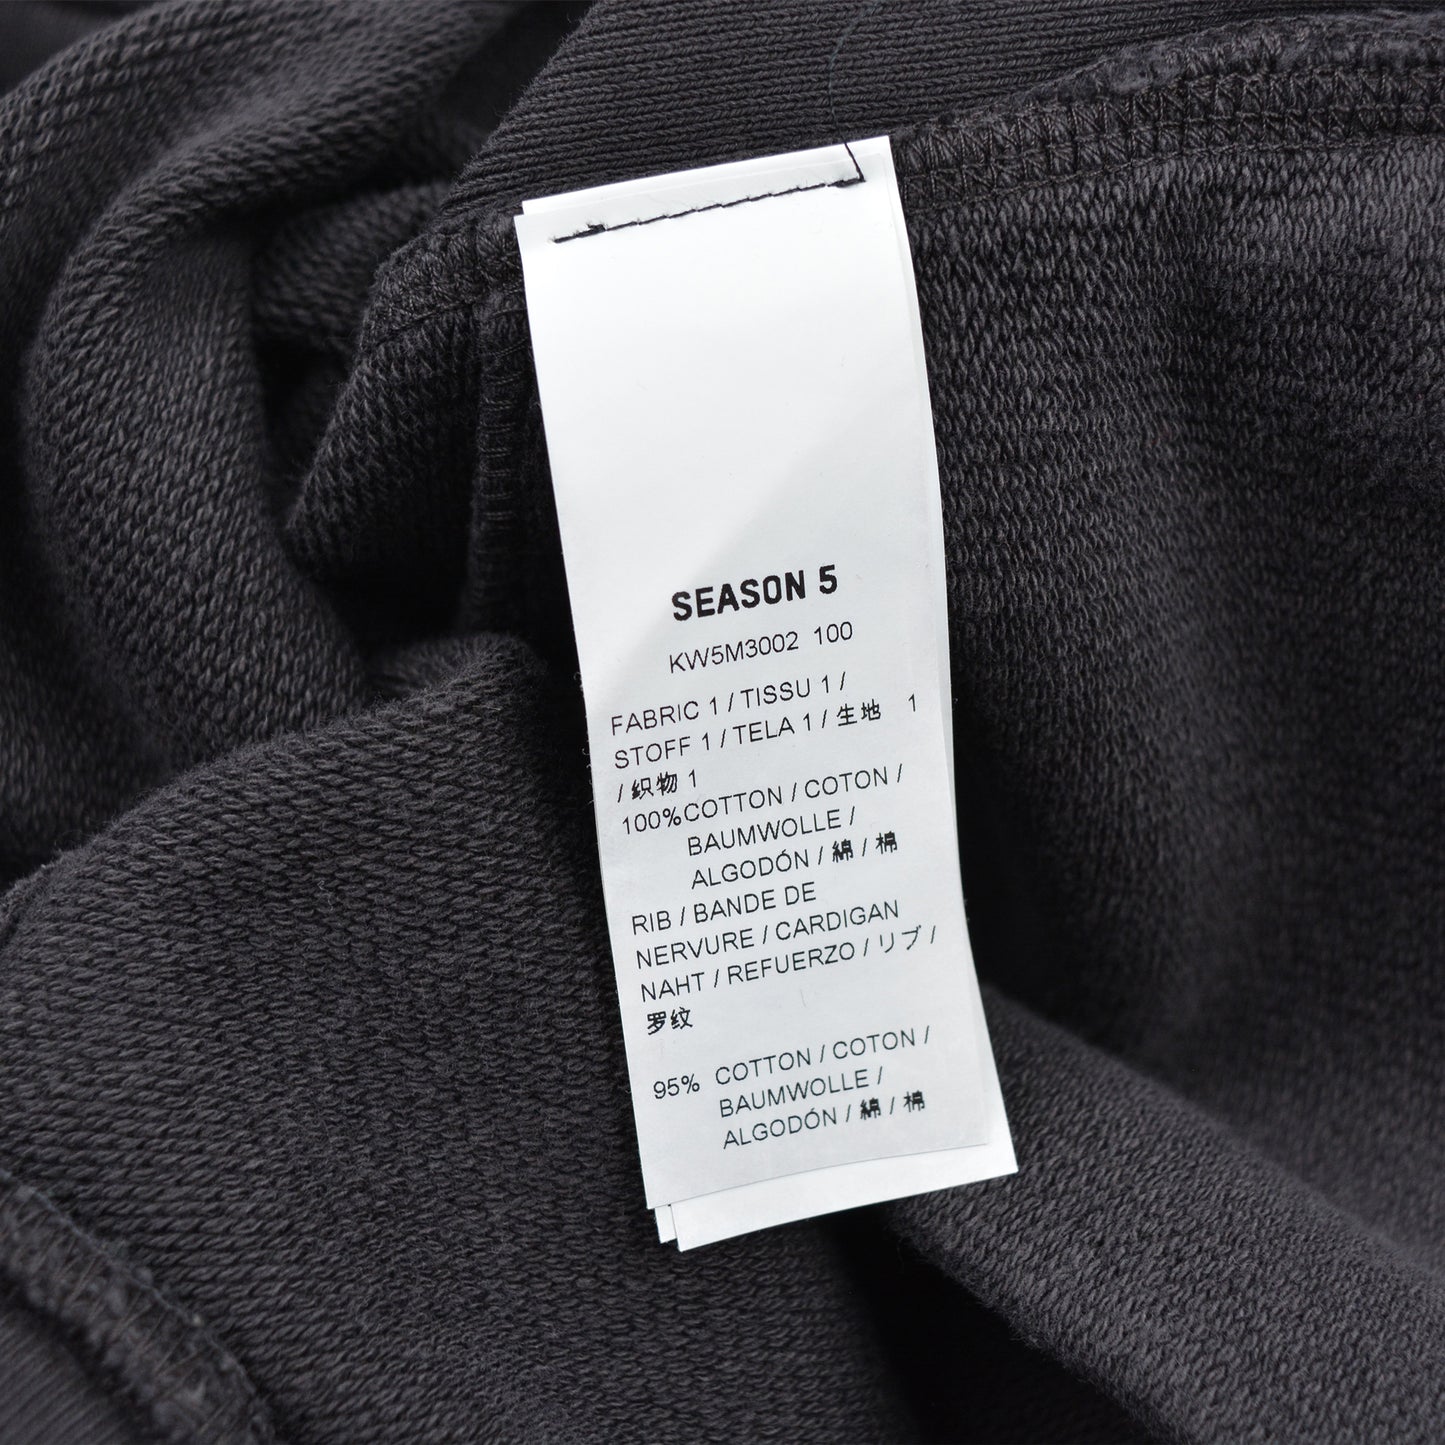 SEASON 5
KW5M3002 100
FABRIC 1 / TISSU 1 /
STOFF 1 / TELA 1 / 生地 1
/ 织物 1
100%COTTON / COTON /
BAUMWOLLE /
ALGODÓN / 綿 / 棉
RIB / BANDE DE
NERVURE / CARDIGAN
NAHT / REFUERZO / リブ /
罗纹
95% COTTON / COTON /
BAUMWOLLE /
ALGODÓN / 綿 / 棉